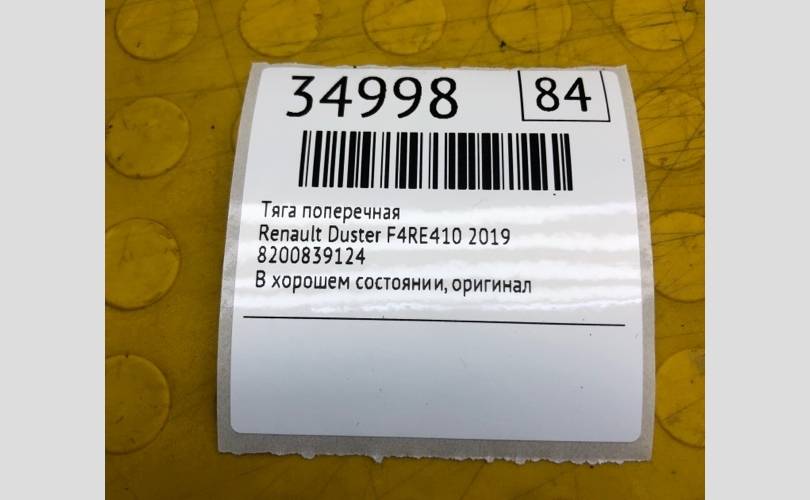 34998 84
Тяга поперечная
Renault Duster F4RE410 2019
8200839124
В хорошем состоянии, оригинал